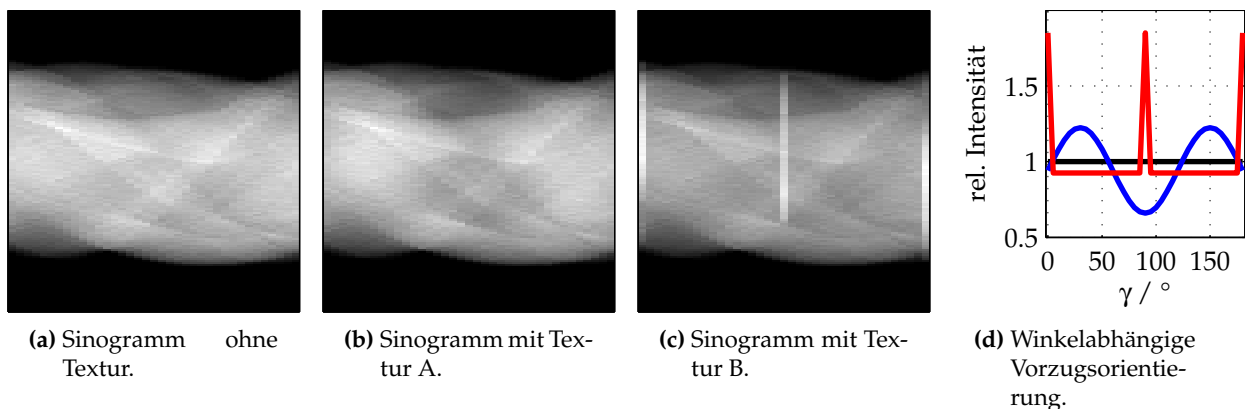 rel. Intensität
1.5
1
0.5
0 50 100 150
γ / °
(a) Sinogramm ohne
Textur.
(b) Sinogramm mit Tex-
tur A.
(c) Sinogramm mit Tex-
tur B.
(d) Winkelabhängige
Vorzugsorientie-
rung.